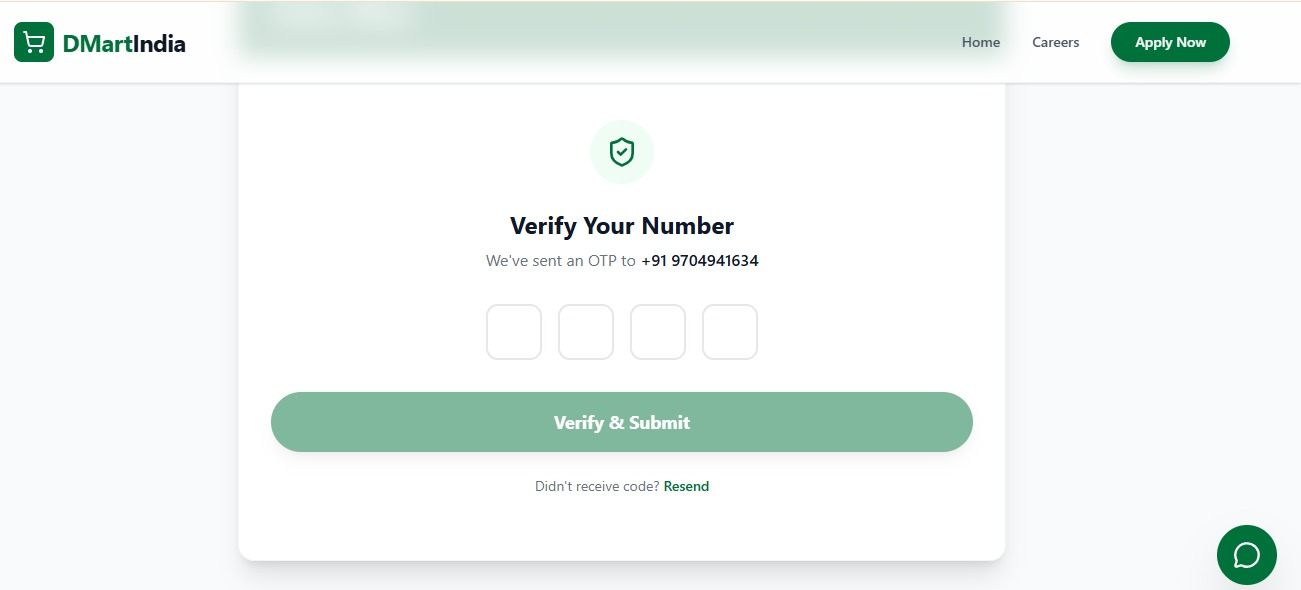 DMartIndia
Home
Careers
Apply Now
Verify Your Number
We've sent an OTP to +91 9704941634
Verify & Submit
Didn't receive code? Resend